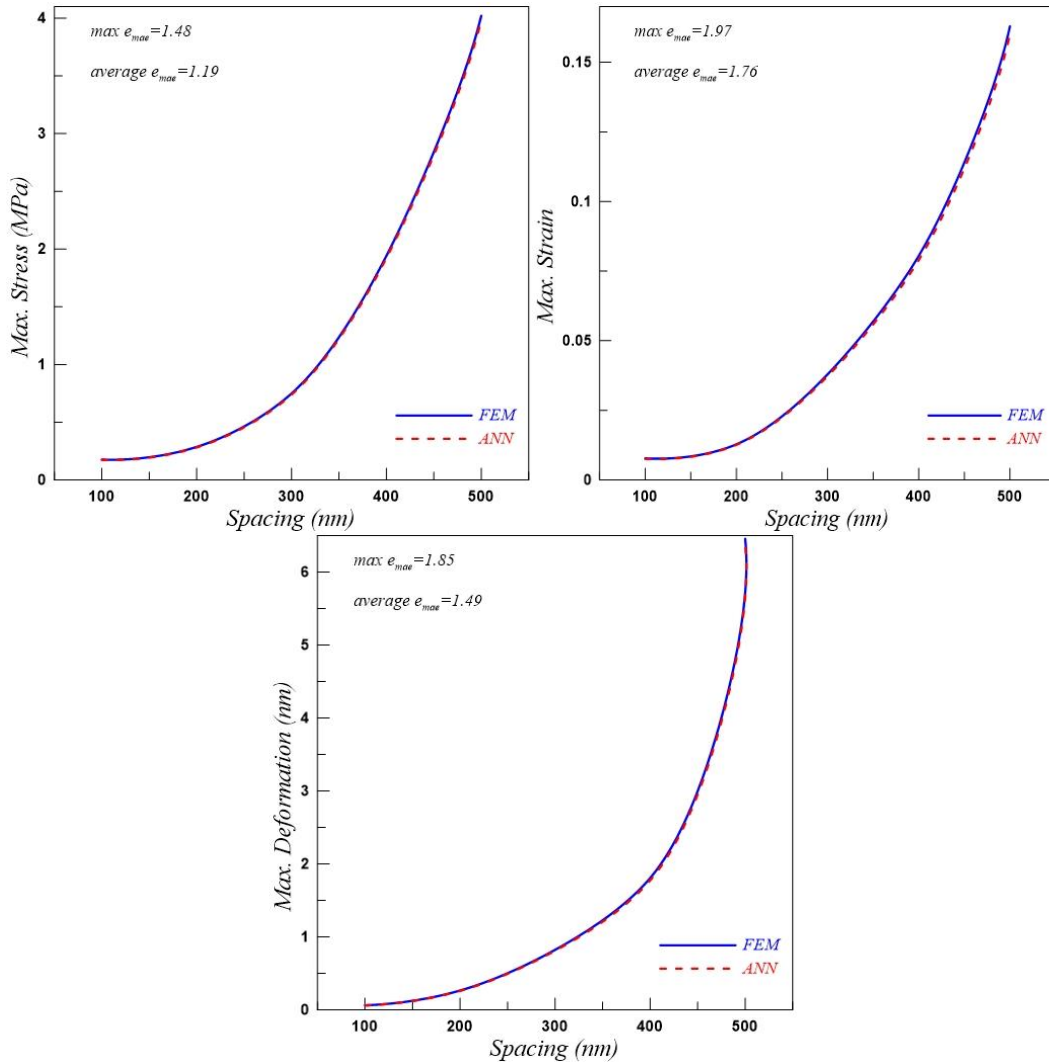 max e_mae=1.48
average e_mae=1.19
4
3
2
1
0
Max. Stress (MPa)
FEM
ANN
100 200 300 400 500
Spacing (nm)
max e_mae=1.97
average e_mae=1.76
0.15
0.1
0.05
0
Max. Strain
FEM
ANN
100 200 300 400 500
Spacing (nm)
max e_mae=1.85
average e_mae=1.49
6
5
4
3
2
1
0
Max. Deformation (nm)
FEM
ANN
100 200 300 400 500
Spacing (nm)